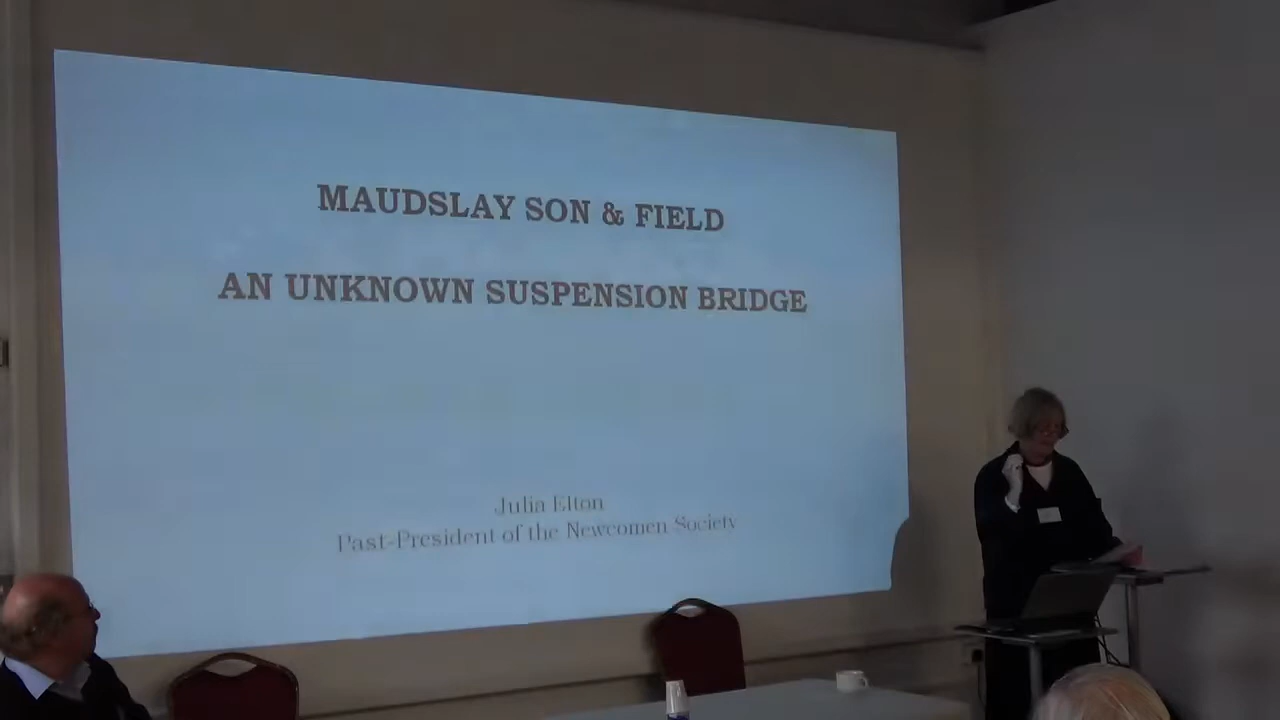 MAUDSLAY SON & FIELD
AN UNKNOWN SUSPENSION BRIDGE
Julia Elton
Past-President of the Newcomen Society